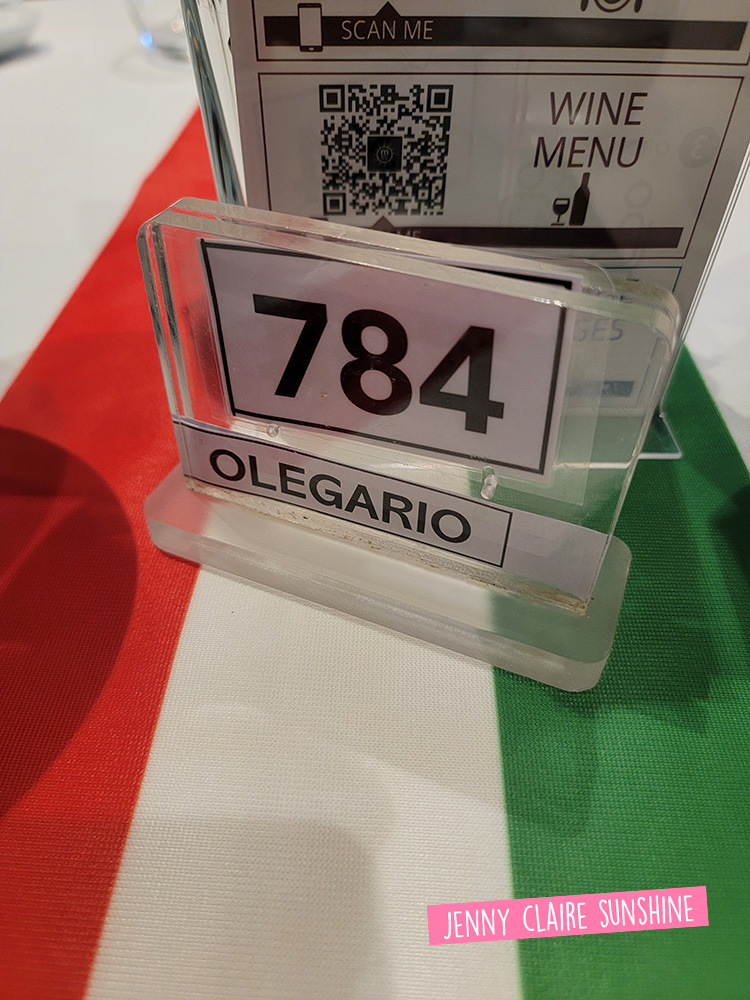 SCAN ME
WINE
MENU
784
OLEGARIO
JENNY CLAIRE SUNSHINE